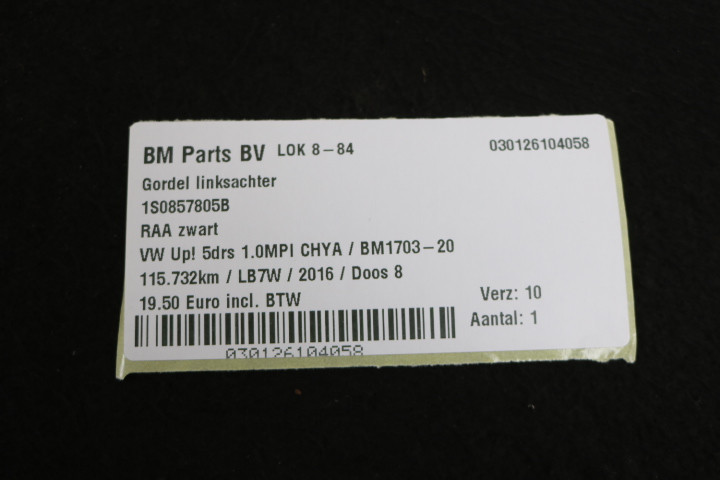 BM Parts BV LOK 8-84 030126104058
Gordel linksachter
1S0857805B
RAA zwart
VW Up! 5drs 1.0MPI CHYA / BM1703-20
115.732km / LB7W / 2016 / Doos 8
19.50 Euro incl. BTW Verz: 10
Aantal: 1
030126104058